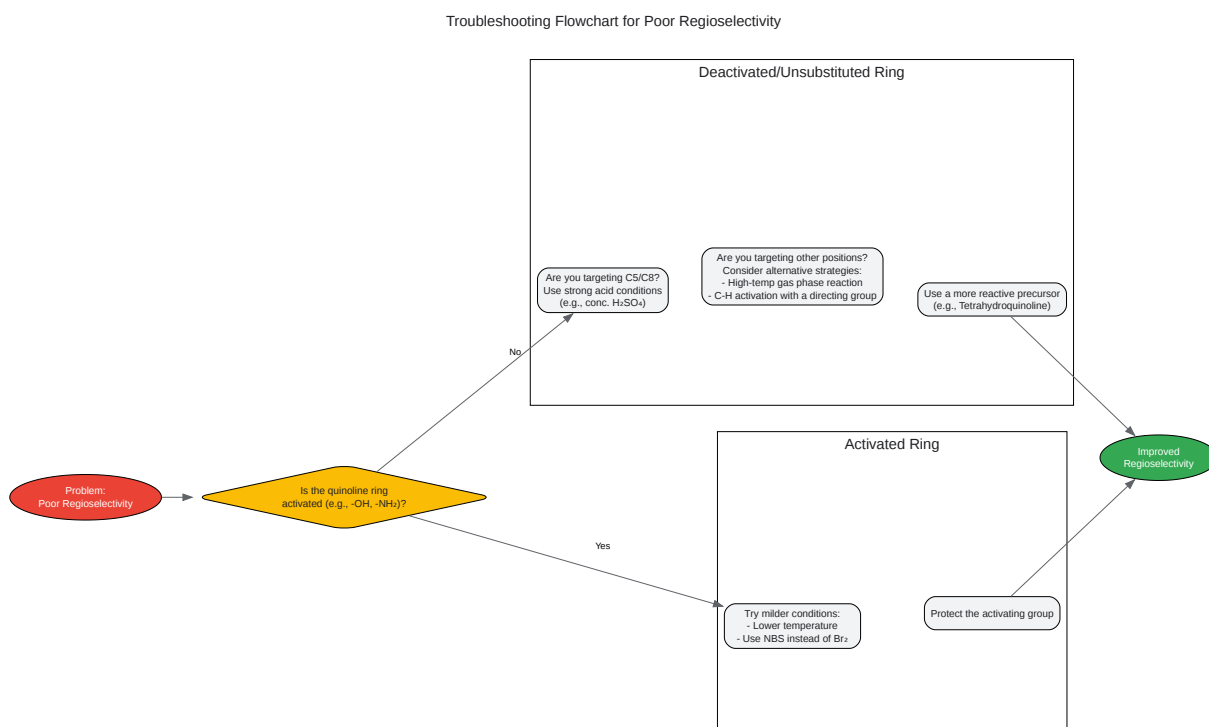 Troubleshooting Flowchart for Poor Regioselectivity
Deactivated/Unsubstituted Ring
Are you targeting C5/C8?
Use strong acid conditions
(e.g., conc. H₂SO₄)
Are you targeting other positions?
Consider alternative strategies:
- High-temp gas phase reaction
- C-H activation with a directing group
Use a more reactive precursor
(e.g., Tetrahydroquinoline)
No
Activated Ring
Improved
Regioselectivity
Problem:
Poor Regioselectivity
Is the quinoline ring
activated (e.g., -OH, -NH₂)?
Yes
Try milder conditions:
- Lower temperature
- Use NBS instead of Br₂
Protect the activating group